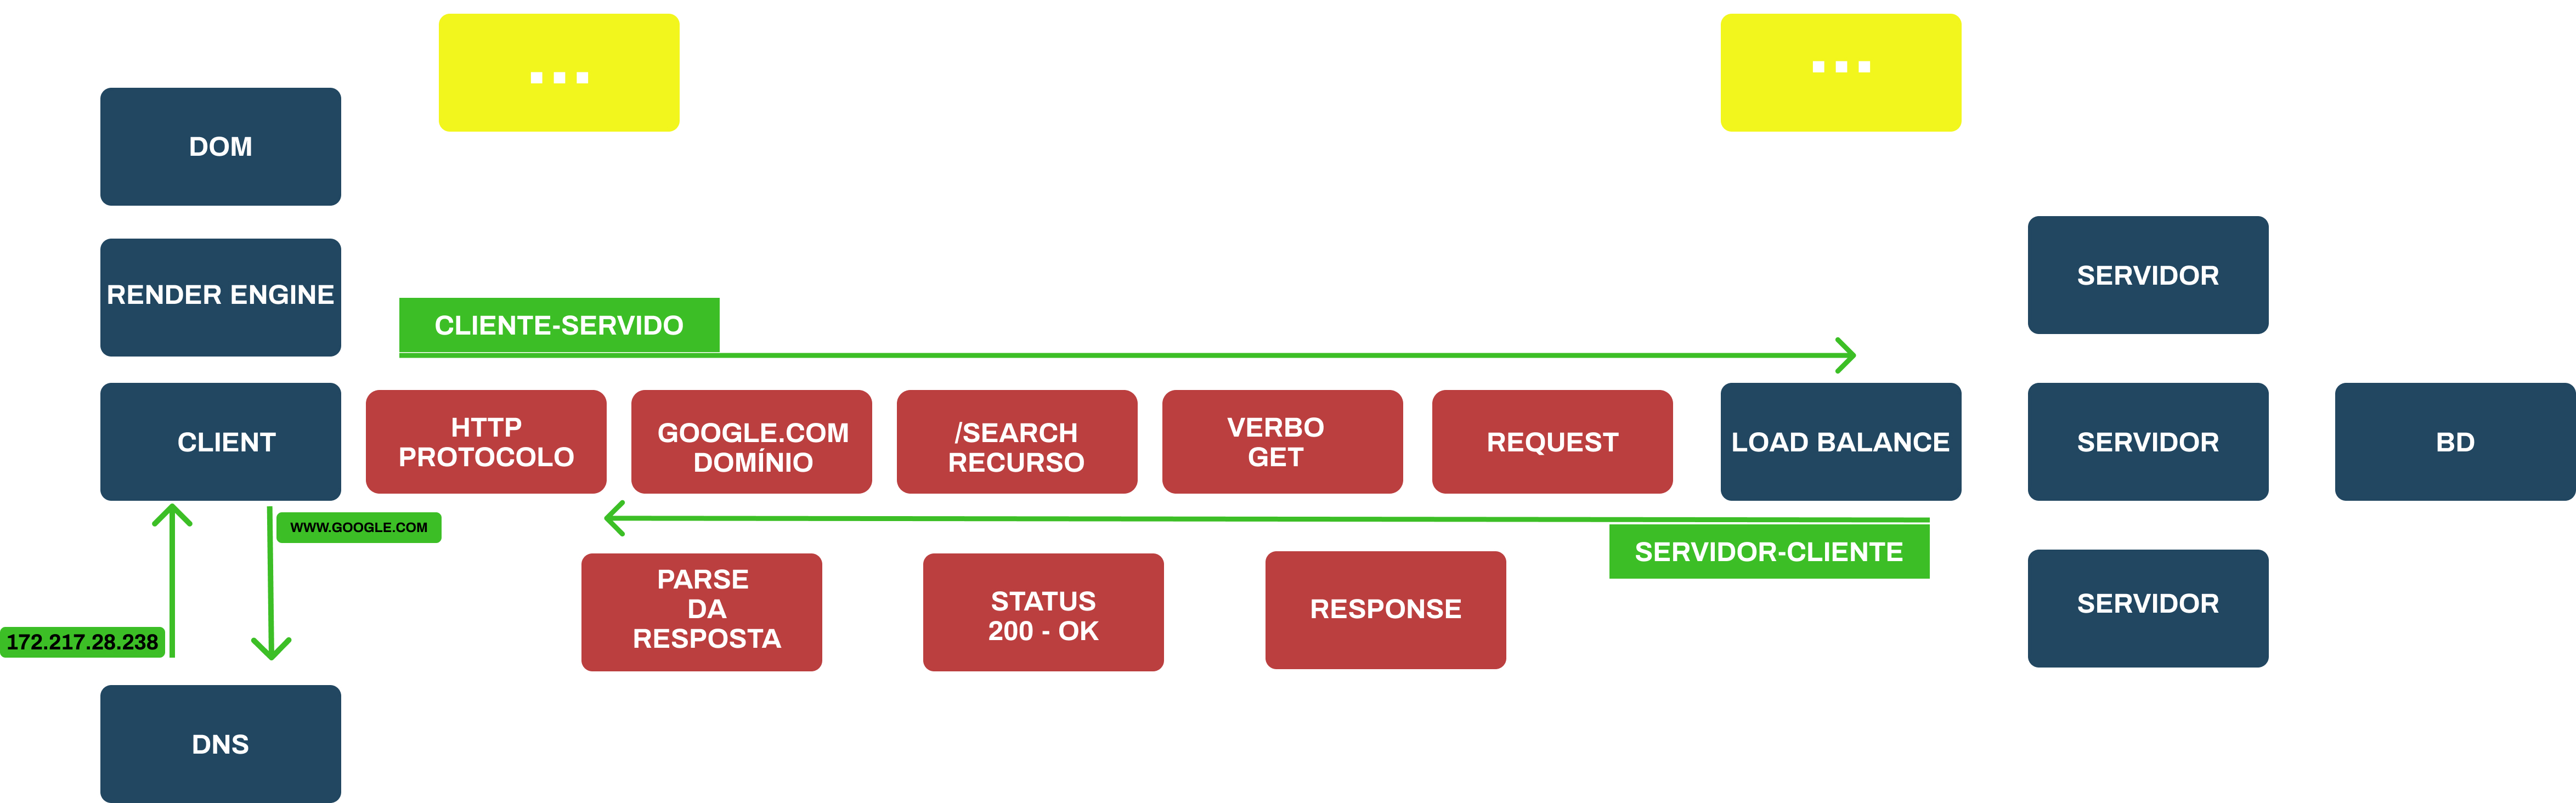 ...
...
DOM
RENDER ENGINE
SERVIDOR
CLIENTE-SERVIDO
CLIENT
HTTP
PROTOCOLO
GOOGLE.COM
DOMÍNIO
/SEARCH
RECURSO
VERBO
GET
REQUEST
LOAD BALANCE
SERVIDOR
BD
WWW.GOOGLE.COM
SERVIDOR-CLIENTE
PARSE
DA
RESPOSTA
STATUS
200 - OK
RESPONSE
SERVIDOR
172.217.28.238
DNS